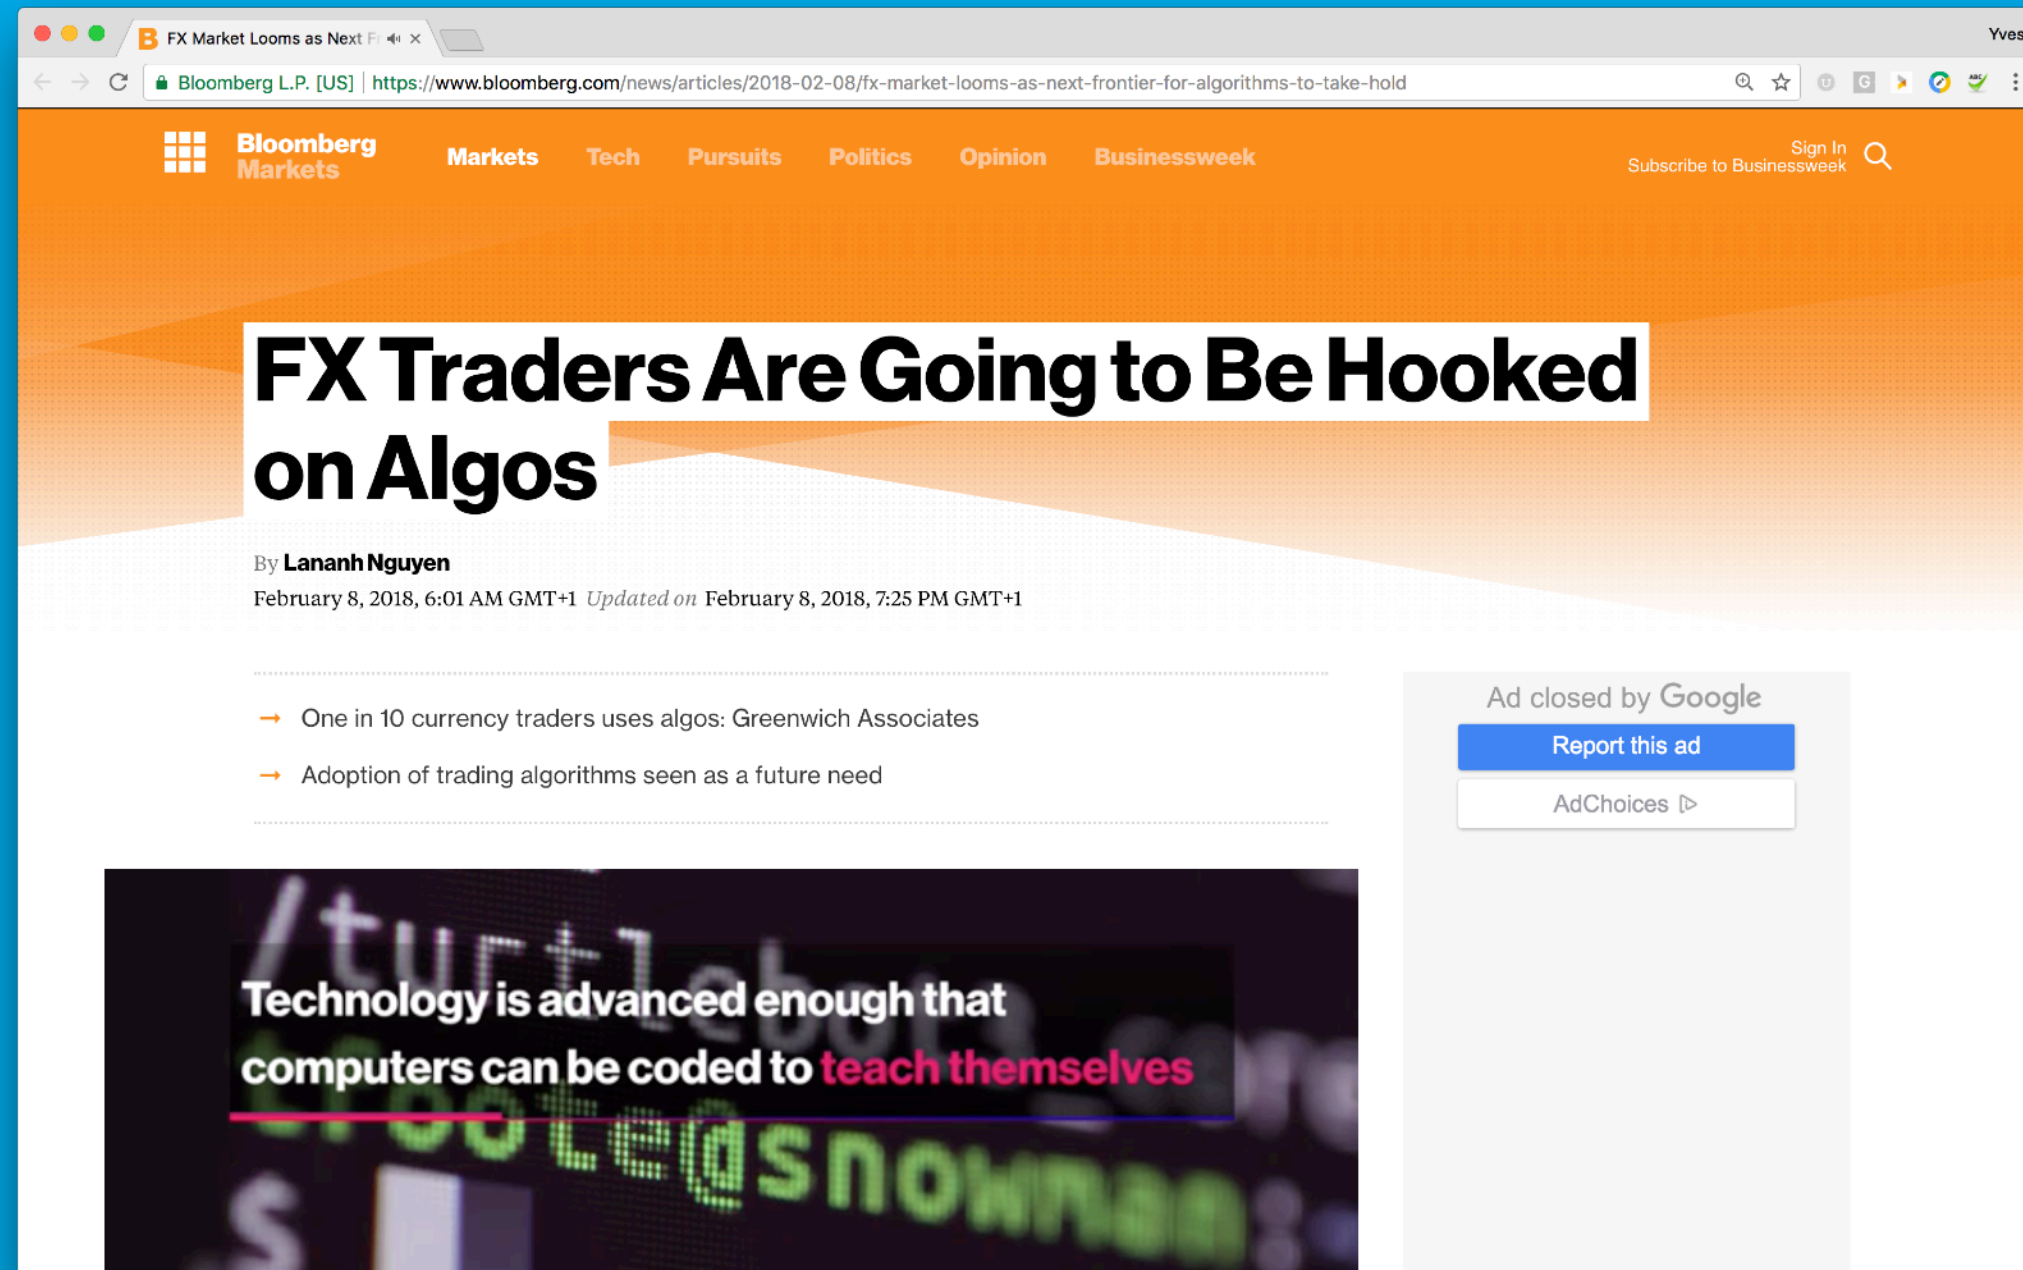 FX Market Looms as Next Fr
Yves
Bloomberg L.P. [US] https://www.bloomberg.com/news/articles/2018-02-08/fx-market-looms-as-next-frontier-for-algorithms-to-take-hold
Bloomberg
Markets
Markets Tech Pursuits Politics Opinion Businessweek
Sign In
Subscribe to Businessweek
FX Traders Are Going to Be Hooked
on Algos
By Lananh Nguyen
February 8, 2018, 6:01 AM GMT+1 Updated on February 8, 2018, 7:25 PM GMT+1
→ One in 10 currency traders uses algos: Greenwich Associates
→ Adoption of trading algorithms seen as a future need
Ad closed by Google
Report this ad
AdChoices
/turtlebots
Technology is advanced enough that
computers can be coded to teach themselves
@snowman
s